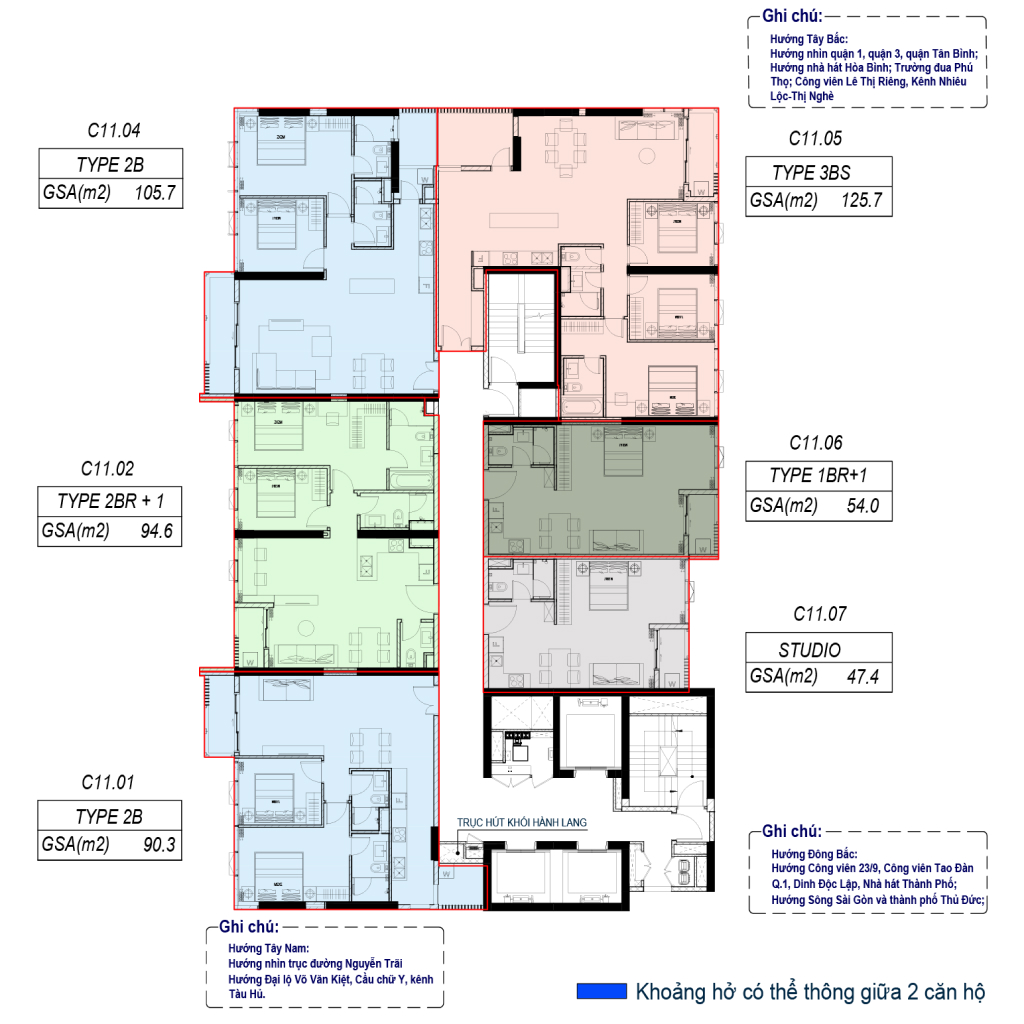 Ghi chú:
Hướng Tây Bắc:
Hướng nhìn quận 1, quận 3, quận Tân Bình;
Hướng nhà hát Hòa Bình; Trường đua Phú
Thọ; Công viên Lê Thị Riêng, Kênh Nhiêu
Lộc-Thị Nghè
C11.04
TYPE 2B
GSA(m2) 105.7
C11.05
TYPE 3BS
GSA(m2) 125.7
C11.02
TYPE 2BR + 1
GSA(m2) 94.6
C11.06
TYPE 1BR+1
GSA(m2) 54.0
C11.07
STUDIO
GSA(m2) 47.4
C11.01
TYPE 2B
GSA(m2) 90.3
TRỤC HÚT KHÓI HÀNH LANG
Ghi chú:
Hướng Đông Bắc:
Hướng Công viên 23/9, Công viên Tao Đàn
Q.1, Dinh Độc Lập, Nhà hát Thành Phố;
Hướng Sông Sài Gòn và thành phố Thủ Đức;
Ghi chú:
Hướng Tây Nam:
Hướng nhìn trục đường Nguyễn Trãi
Hướng Đại lộ Võ Văn Kiệt, Cầu chữ Y, kênh
Tàu Hủ.
Khoảng hở có thể thông giữa 2 căn hộ